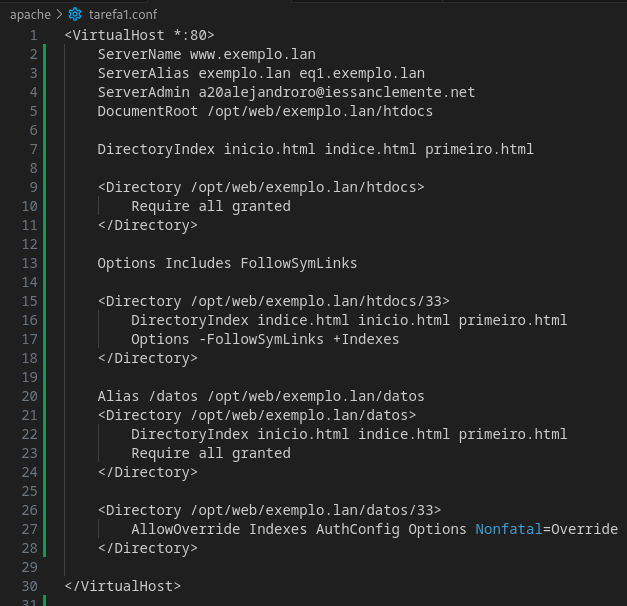 apache > tarefa1.conf
1 <VirtualHost *:80>
2 ServerName www.exemplo.lan
3 ServerAlias exemplo.lan eq1.exemplo.lan
4 ServerAdmin a20alejandroro@iessanclemente.net
5 DocumentRoot /opt/web/exemplo.lan/htdocs
6
7 DirectoryIndex inicio.html indice.html primeiro.html
8
9 <Directory /opt/web/exemplo.lan/htdocs>
10 Require all granted
11 </Directory>
12
13 Options Includes FollowSymLinks
14
15 <Directory /opt/web/exemplo.lan/htdocs/33>
16 DirectoryIndex indice.html inicio.html primeiro.html
17 Options -FollowSymLinks +Indexes
18 </Directory>
19
20 Alias /datos /opt/web/exemplo.lan/datos
21 <Directory /opt/web/exemplo.lan/datos>
22 DirectoryIndex inicio.html indice.html primeiro.html
23 Require all granted
24 </Directory>
25
26 <Directory /opt/web/exemplo.lan/datos/33>
27 AllowOverride Indexes AuthConfig Options Nonfatal=Override
28 </Directory>
29
30 </VirtualHost>
31